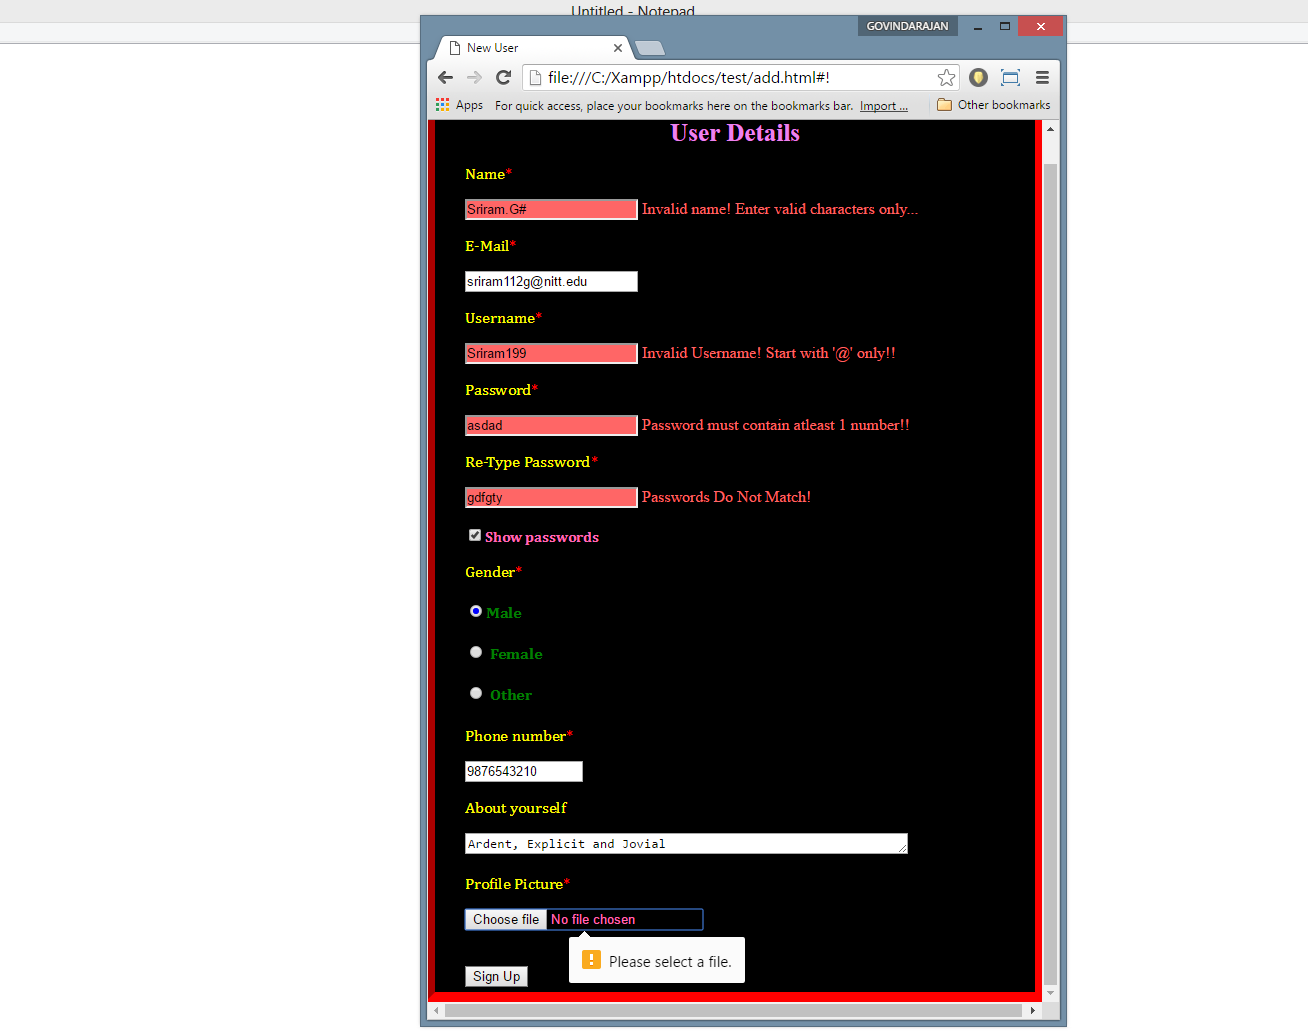 Untitled - Notepad
GOVINDARAJAN
New User
file:///C:/Xampp/htdocs/test/add.html#!
Apps For quick access, place your bookmarks here on the bookmarks bar. Import ... Other bookmarks
User Details
Name*
Sriram.G# Invalid name! Enter valid characters only...
E-Mail*
sriram112g@nitt.edu
Username*
Sriram199 Invalid Username! Start with '@' only!!
Password*
asdad Password must contain atleast 1 number!!
Re-Type Password*
gdfgty Passwords Do Not Match!
Show passwords
Gender*
Male
Female
Other
Phone number*
9876543210
About yourself
Ardent, Explicit and Jovial
Profile Picture*
Choose file No file chosen
Please select a file.
Sign Up